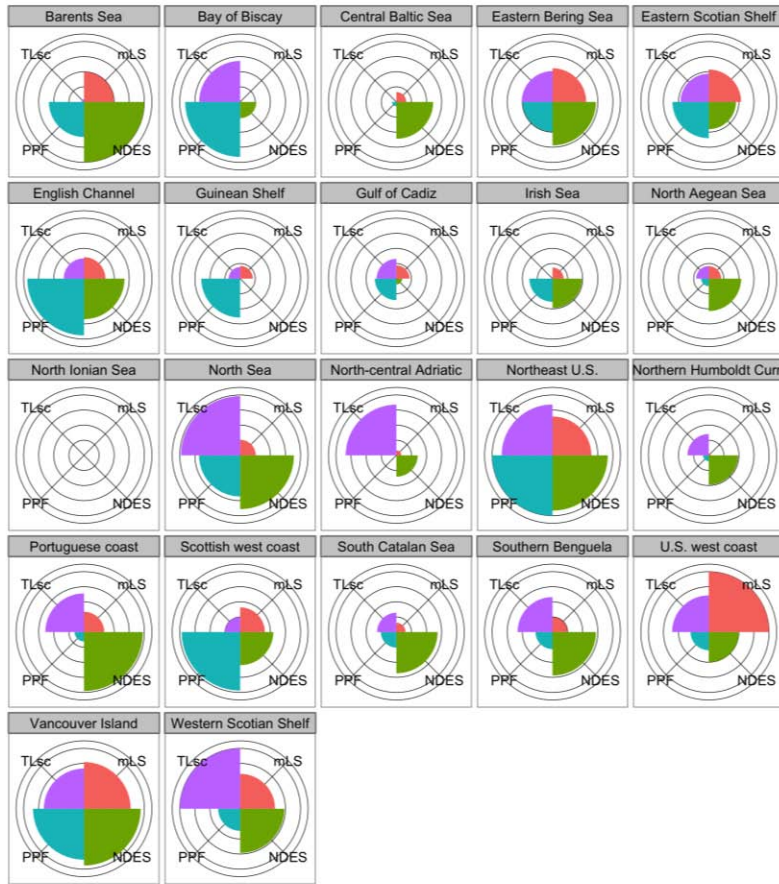 Barents Sea
Bay of Biscay
Central Baltic Sea
Eastern Bering Sea
Eastern Scotian Shelf
TLsc mLS
TLsc mLS
TLsc mLS
TLsc mLS
TLsc mLS
PPF NDES
PPF NDES
PPF NDES
PPF NDES
PPF NDES
English Channel
Guinean Shelf
Gulf of Cadiz
Irish Sea
North Aegean Sea
TLsc mLS
TLsc mLS
TLsc mLS
TLsc mLS
TLsc mLS
PPF NDES
PPF NDES
PPF NDES
PPF NDES
PPF NDES
North Ionian Sea
North Sea
North-central Adriatic
Northeast U.S.
Northern Humboldt Curr
TLsc mLS
TLsc mLS
TLsc mLS
TLsc mLS
TLsc mLS
PPF NDES
PPF NDES
PPF NDES
PPF NDES
PPF NDES
Portuguese coast
Scottish west coast
South Catalan Sea
Southern Benguela
U.S. west coast
TLsc mLS
TLsc mLS
TLsc mLS
TLsc mLS
TLsc mLS
PPF NDES
PPF NDES
PPF NDES
PPF NDES
PPF NDES
Vancouver Island
Western Scotian Shelf
TLsc mLS
TLsc mLS
PPF NDES
PPF NDES